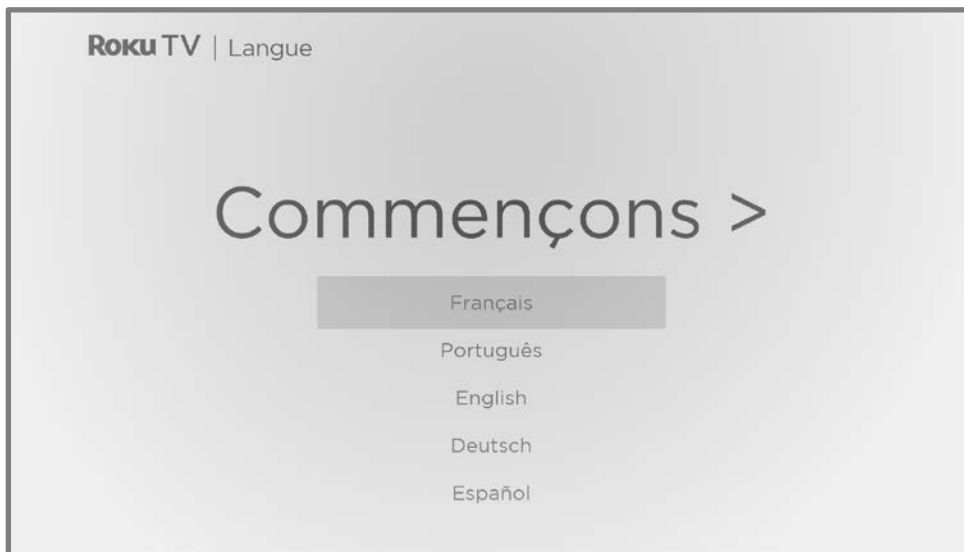 Roku TV | Langue
Commençons >
Français
Português
English
Deutsch
Español